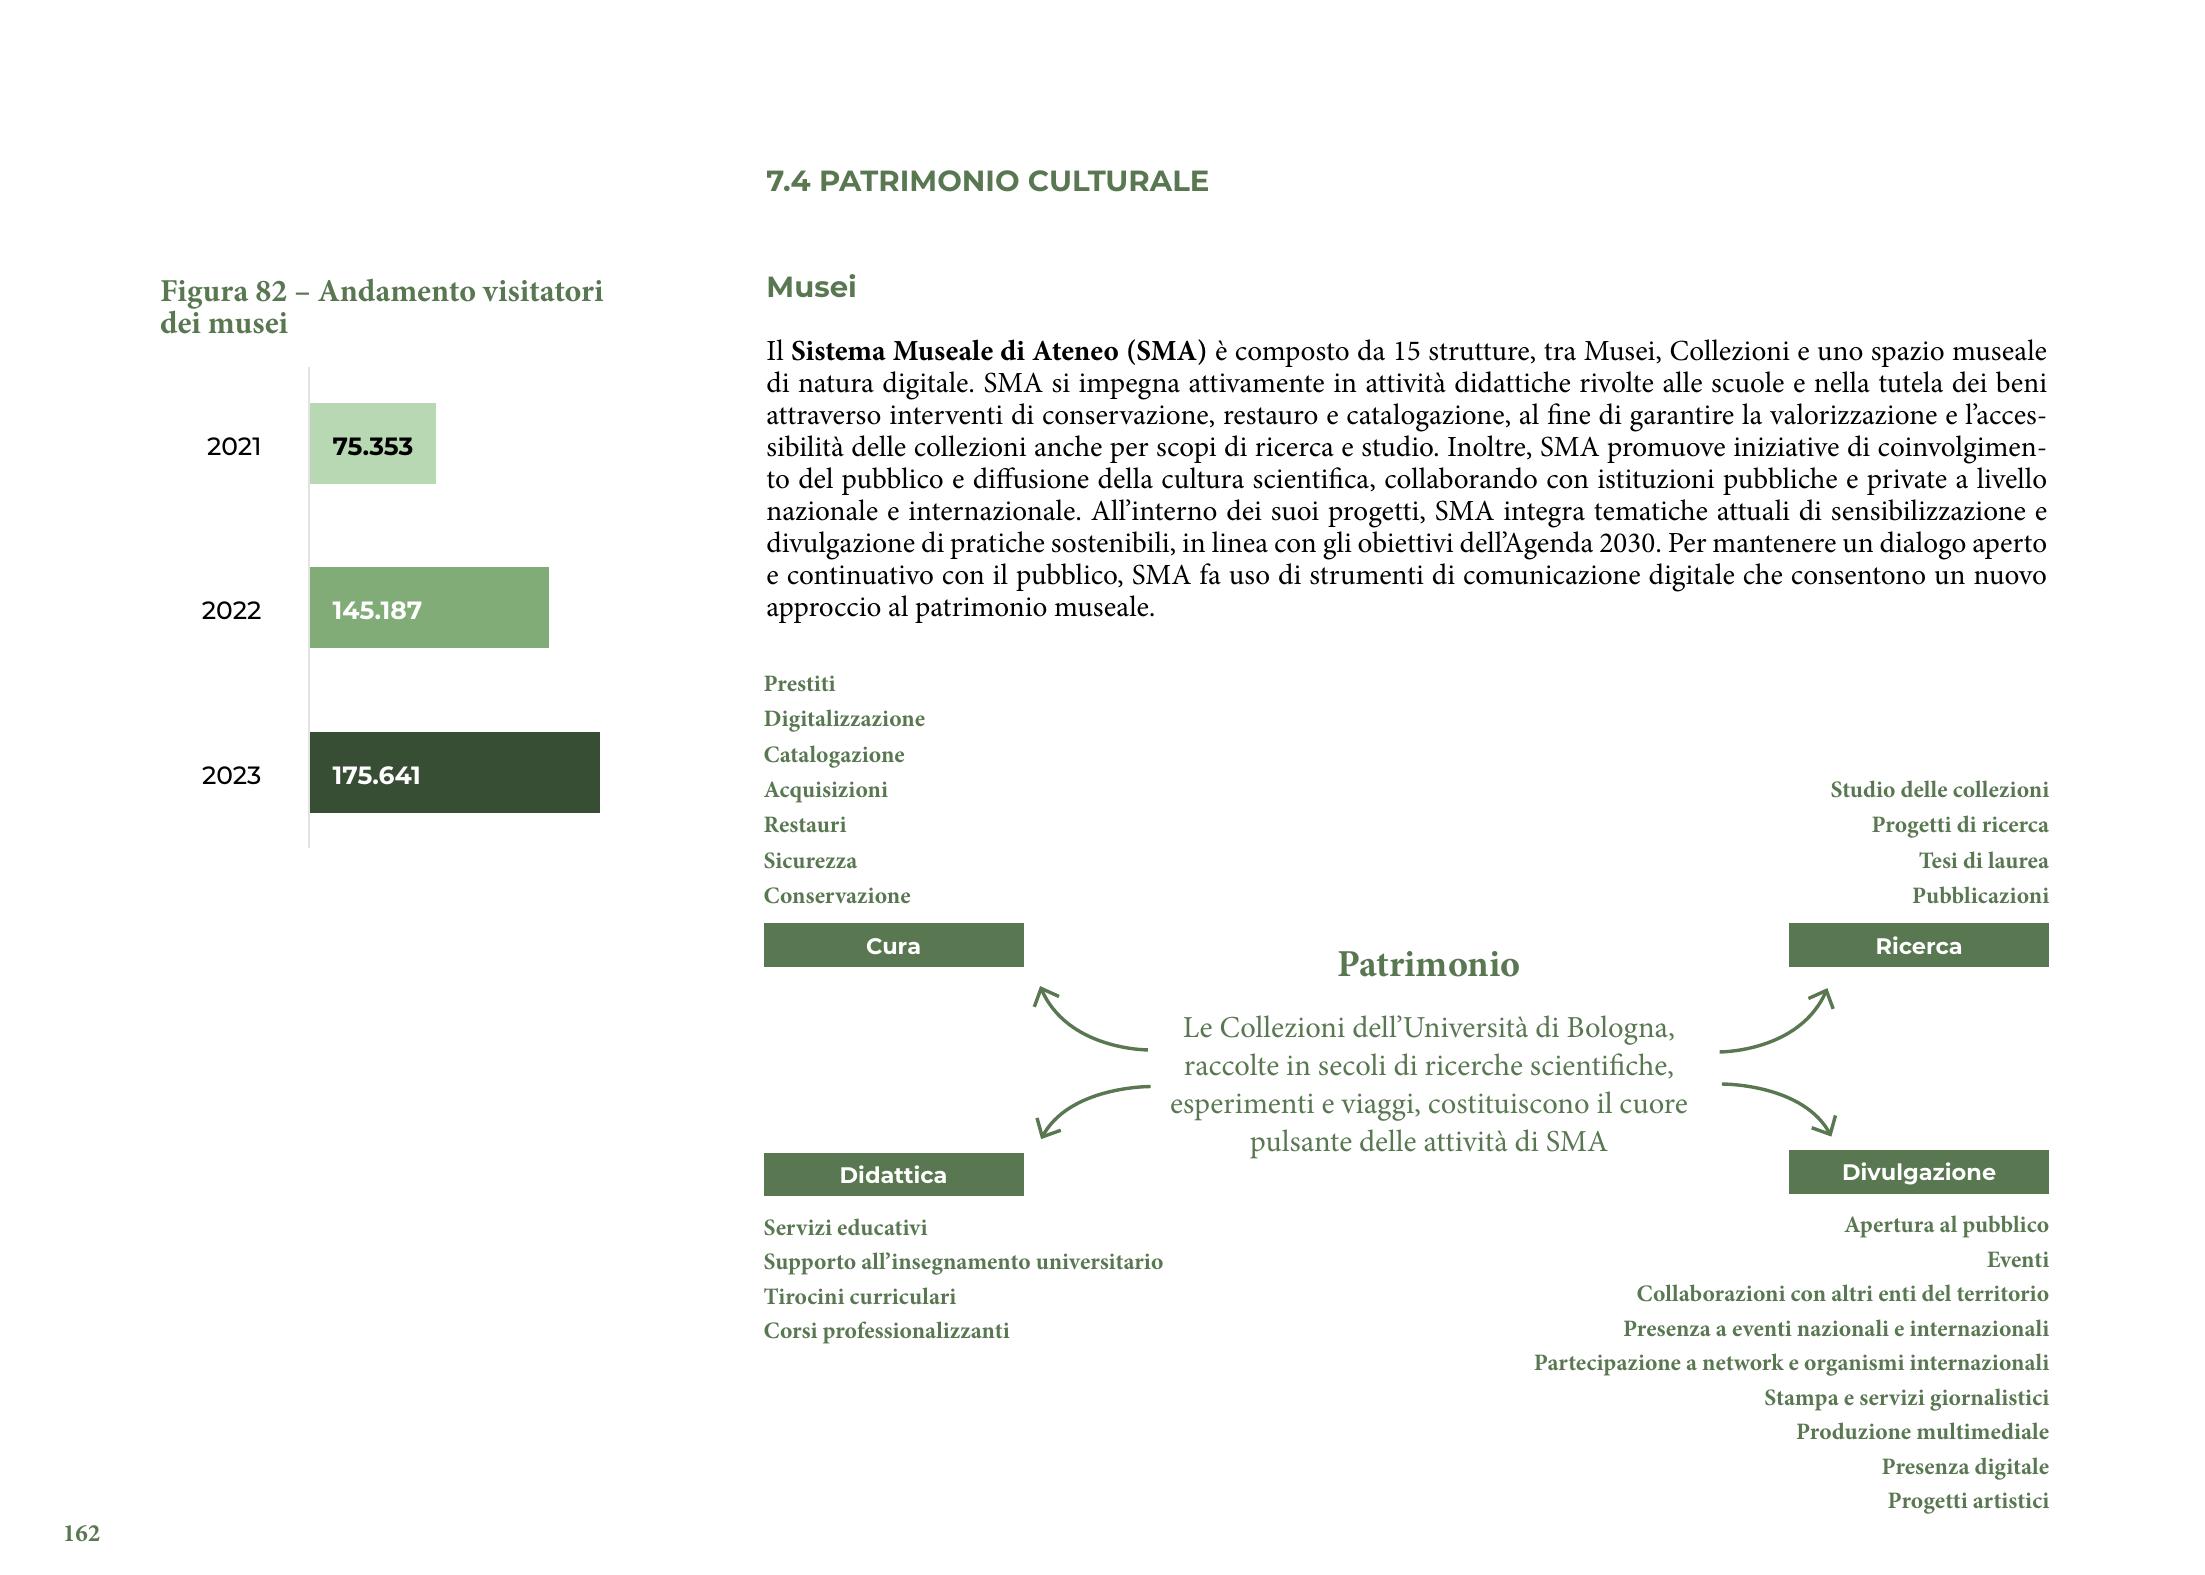 7.4 PATRIMONIO CULTURALE
Figura 82 – Andamento visitatori
dei musei
2021
75.353
2022
145.187
2023
175.641
Musei
Il Sistema Museale di Ateneo (SMA) è composto da 15 strutture, tra Musei, Collezioni e uno spazio museale
di natura digitale. SMA si impegna attivamente in attività didattiche rivolte alle scuole e nella tutela dei beni
attraverso interventi di conservazione, restauro e catalogazione, al fine di garantire la valorizzazione e l’acces-
sibilità delle collezioni anche per scopi di ricerca e studio. Inoltre, SMA promuove iniziative di coinvolgimen-
to del pubblico e diffusione della cultura scientifica, collaborando con istituzioni pubbliche e private a livello
nazionale e internazionale. All’interno dei suoi progetti, SMA integra tematiche attuali di sensibilizzazione e
divulgazione di pratiche sostenibili, in linea con gli obiettivi dell’Agenda 2030. Per mantenere un dialogo aperto
e continuativo con il pubblico, SMA fa uso di strumenti di comunicazione digitale che consentono un nuovo
approccio al patrimonio museale.
Prestiti
Digitalizzazione
Catalogazione
Acquisizioni
Restauri
Sicurezza
Conservazione
Cura
Studio delle collezioni
Progetti di ricerca
Tesi di laurea
Pubblicazioni
Ricerca
Patrimonio
Le Collezioni dell’Università di Bologna,
raccolte in secoli di ricerche scientifiche,
esperimenti e viaggi, costituiscono il cuore
pulsante delle attività di SMA
Didattica
Servizi educativi
Supporto all’insegnamento universitario
Tirocini curriculari
Corsi professionalizzanti
Divulgazione
Apertura al pubblico
Eventi
Collaborazioni con altri enti del territorio
Presenza a eventi nazionali e internazionali
Partecipazione a network e organismi internazionali
Stampa e servizi giornalistici
Produzione multimediale
Presenza digitale
Progetti artistici
162